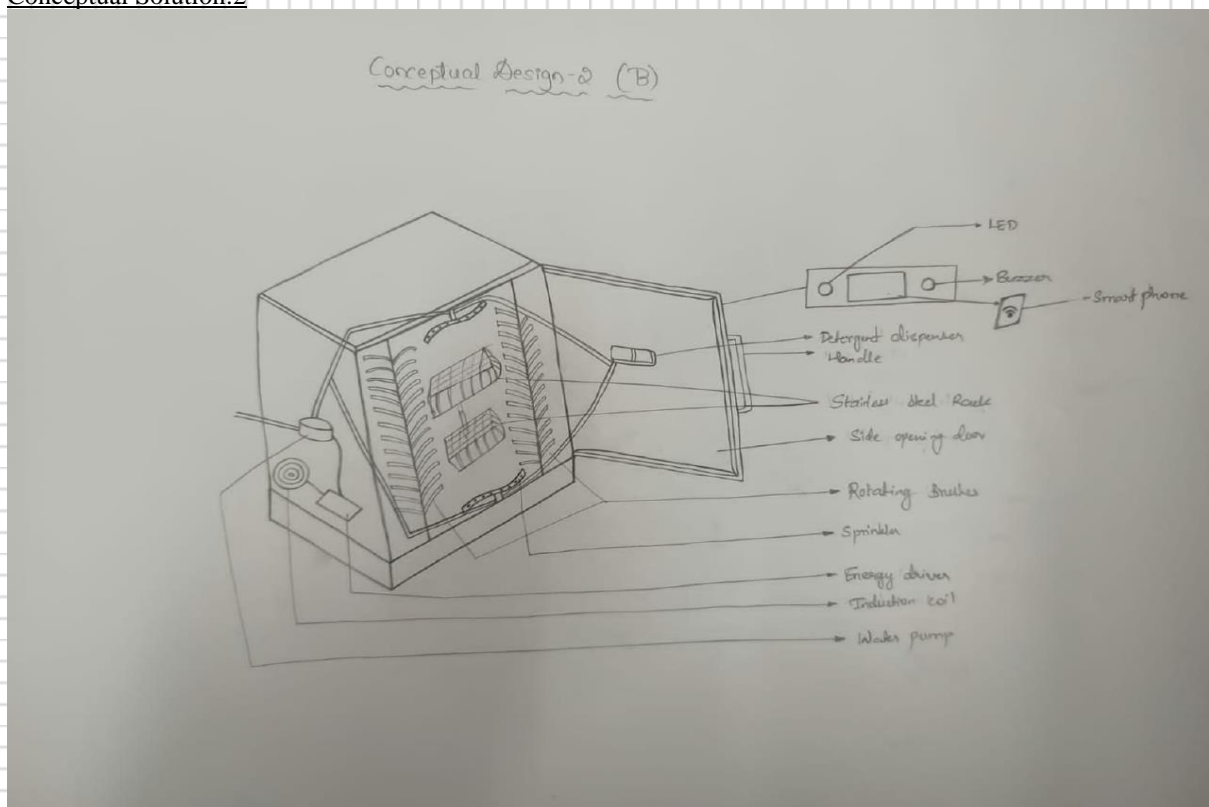 Conceptual Solution:2
Conceptual Design-2 (B)
LED
Buzzer
Smart phone
Detergent dispenser
Handle
Stainless steel Rack
Side opening door
Rotating Brushes
Sprinkler
Energy driver
Induction coil
Water pump